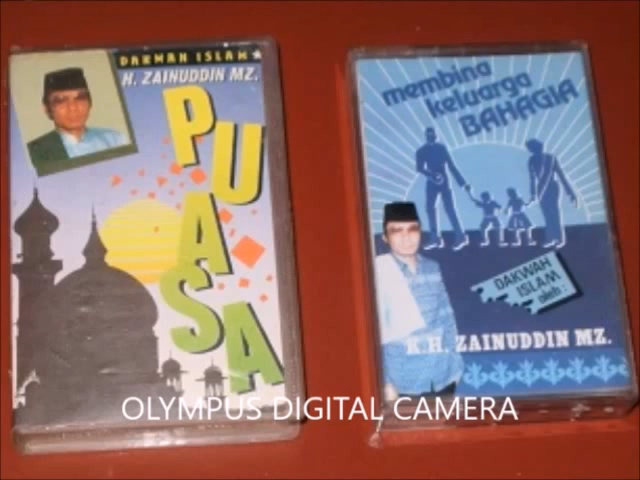 DAKWAH ISLAM
H. ZAINUDDIN MZ.
PUASA
membina
keluarga
BAHAGIA
DAKWAH
ISLAM
oleh :
K.H. ZAINUDDIN MZ.
OLYMPUS DIGITAL CAMERA